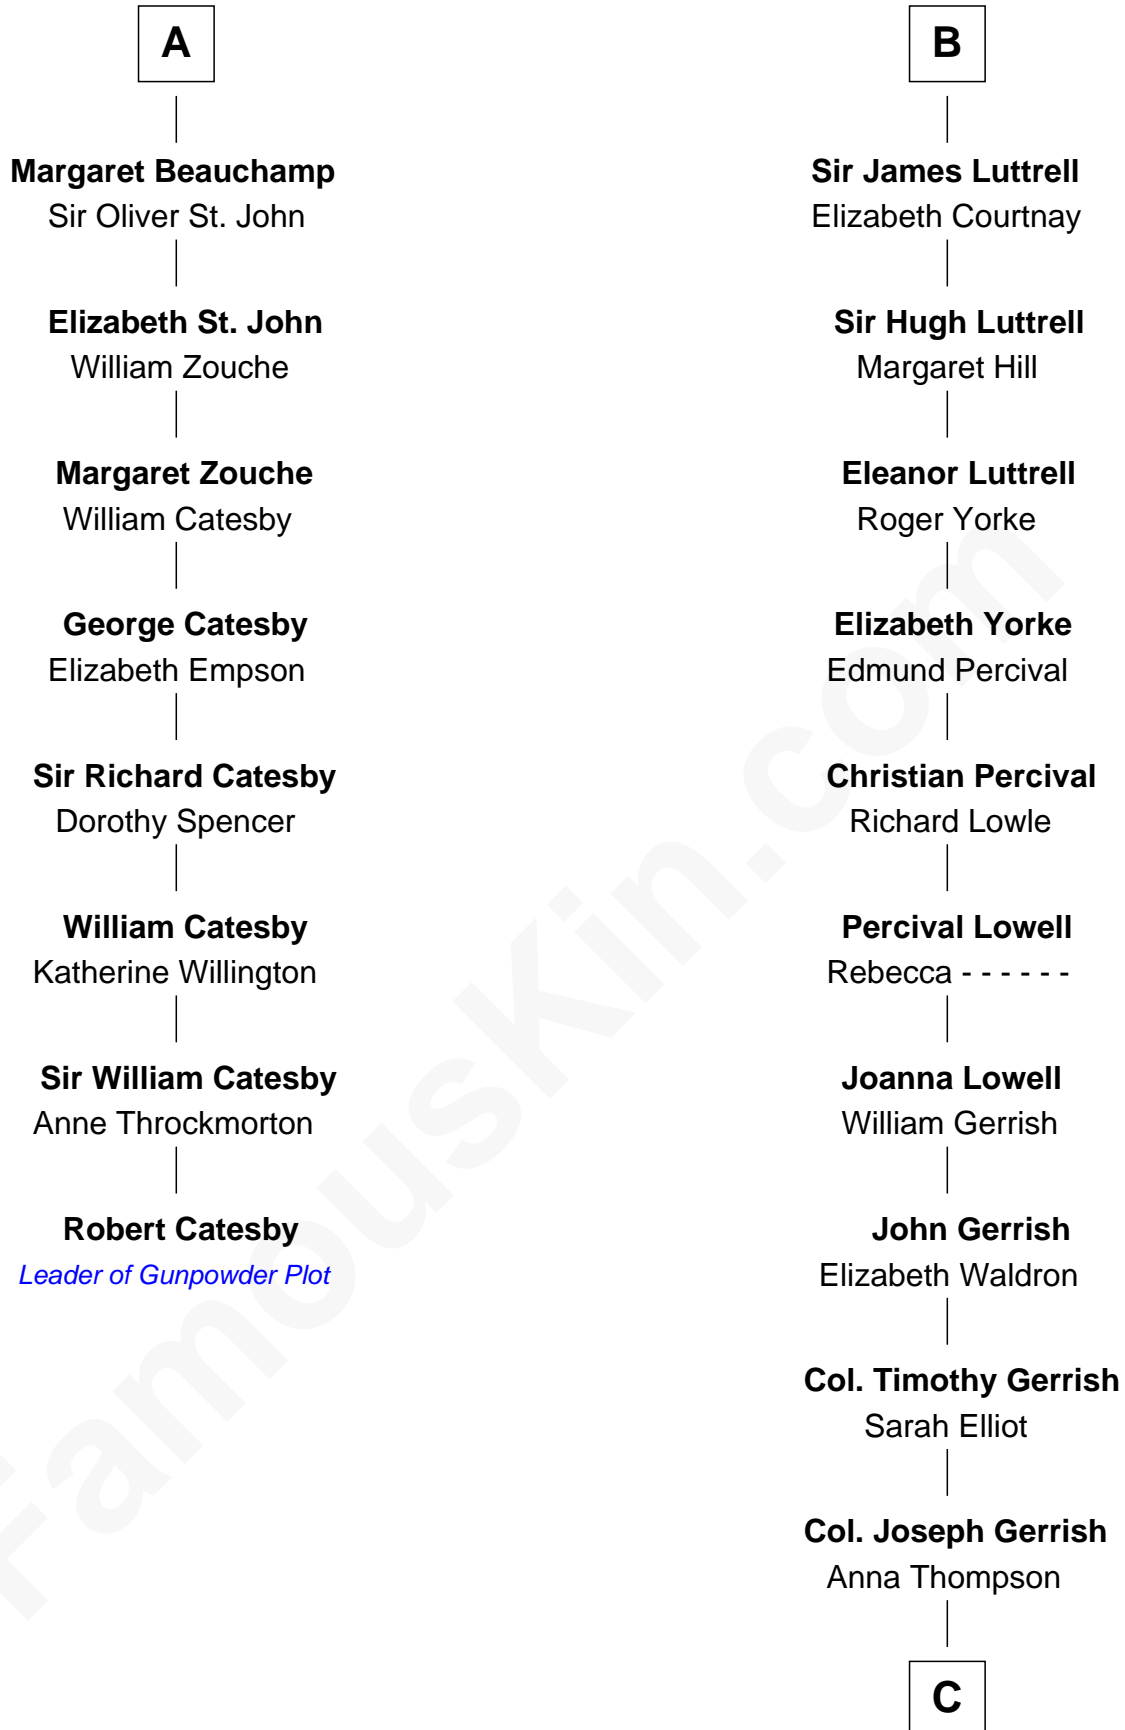 A
Margaret Beauchamp
Sir Oliver St. John
Elizabeth St. John
William Zouche
Margaret Zouche
William Catesby
George Catesby
Elizabeth Empson
Sir Richard Catesby
Dorothy Spencer
William Catesby
Katherine Willington
Sir William Catesby
Anne Throckmorton
Robert Catesby
Leader of Gunpowder Plot
B
Sir James Luttrell
Elizabeth Courtnay
Sir Hugh Luttrell
Margaret Hill
Eleanor Luttrell
Roger Yorke
Elizabeth Yorke
Edmund Percival
Christian Percival
Richard Lowle
Percival Lowell
Rebecca - - - - - -
Joanna Lowell
William Gerrish
John Gerrish
Elizabeth Waldron
Col. Timothy Gerrish
Sarah Elliot
Col. Joseph Gerrish
Anna Thompson
C
FamousKin.com